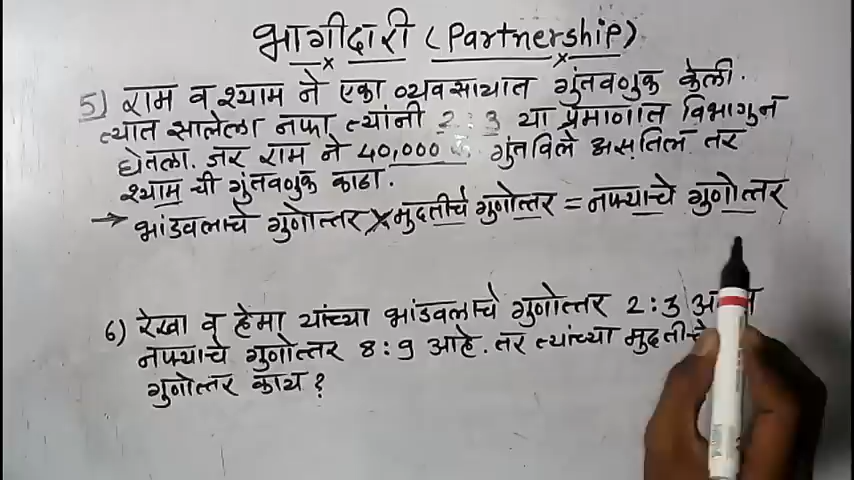 भागीदारी (Partnership)
5) राम व श्याम ने एका व्यवसायात गुंतवणुक केली.
त्यात झालेला नफा त्यांनी 2:3 या प्रमाणात विभागुन
घेतला. जर राम ने 40,000 रु. गुंतविले असतिल तर
श्याम ची गुंतवणुक काढा.
→ भांडवलाचे गुणोत्तर × मुदतीचे गुणोत्तर = नफ्याचे गुणोत्तर
6) रेखा व हेमा यांच्या भांडवलाचे गुणोत्तर 2:3
नफ्याचे गुणोत्तर 8:9 आहे. तर त्यांच्या मुदतीचे
गुणोत्तर काय?